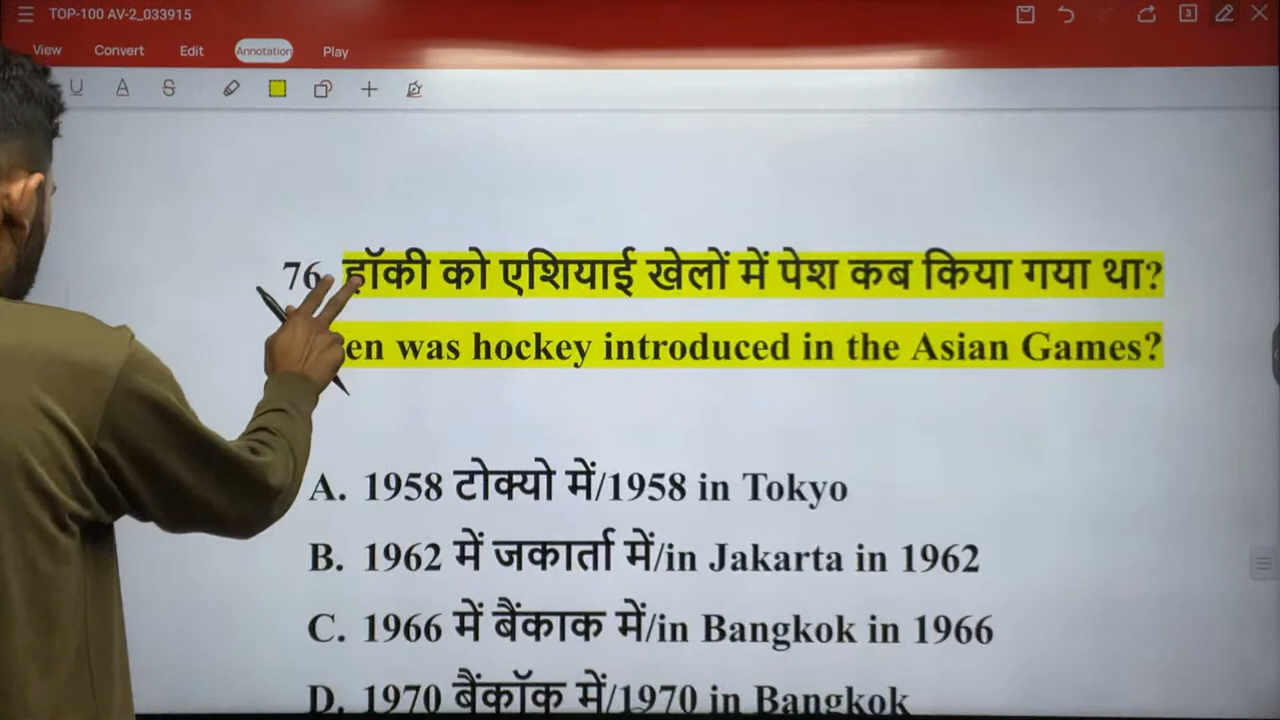 TOP-100 AV-2_033915
3
View Convert Edit Annotation Play
U A S
76. हॉकी को एशियाई खेलों में पेश कब किया गया था?
en was hockey introduced in the Asian Games?
A. 1958 टोक्यो में/1958 in Tokyo
B. 1962 में जकार्ता में/in Jakarta in 1962
C. 1966 में बैंकाक में/in Bangkok in 1966
D. 1970 बैंकॉक में/1970 in Bangkok